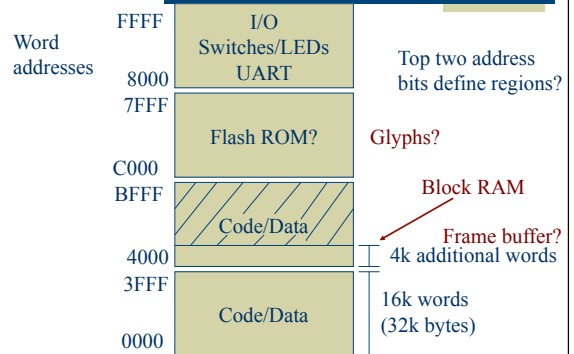 FFFF
I/O
Switches/LEDs
UART
Word
addresses
8000
Top two address
bits define regions?
7FFF
Flash ROM?
Glyphs?
C000
BFFF
Block RAM
Code/Data
Frame buffer?
4000
4k additional words
3FFF
Code/Data
16k words
(32k bytes)
0000